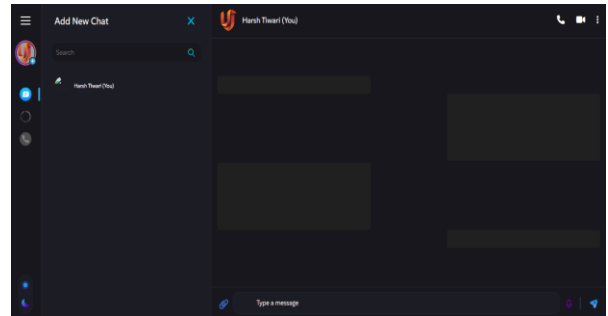 Add New Chat
Search
Harsh Tiwari (You)
Harsh Tiwari (You)
Type a message